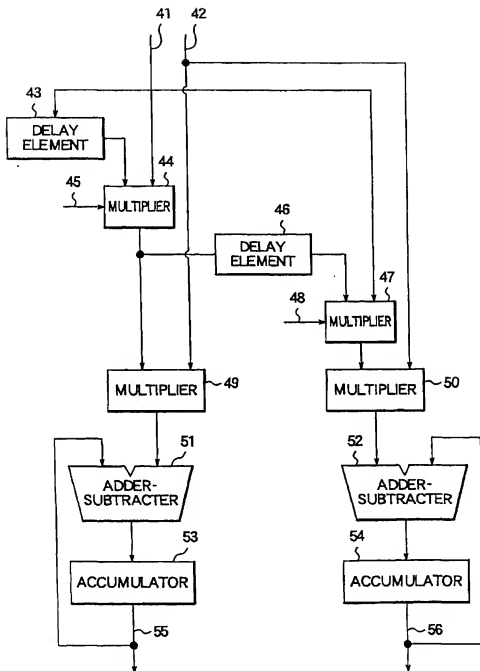 41
42
43
DELAY
ELEMENT
44
45
MULTIPLIER
46
DELAY
ELEMENT
47
48
MULTIPLIER
MULTIPLIER
49
MULTIPLIER
50
51
ADDER-
SUBTRACTER
52
ADDER-
SUBTRACTER
53
ACCUMULATOR
54
ACCUMULATOR
55
56